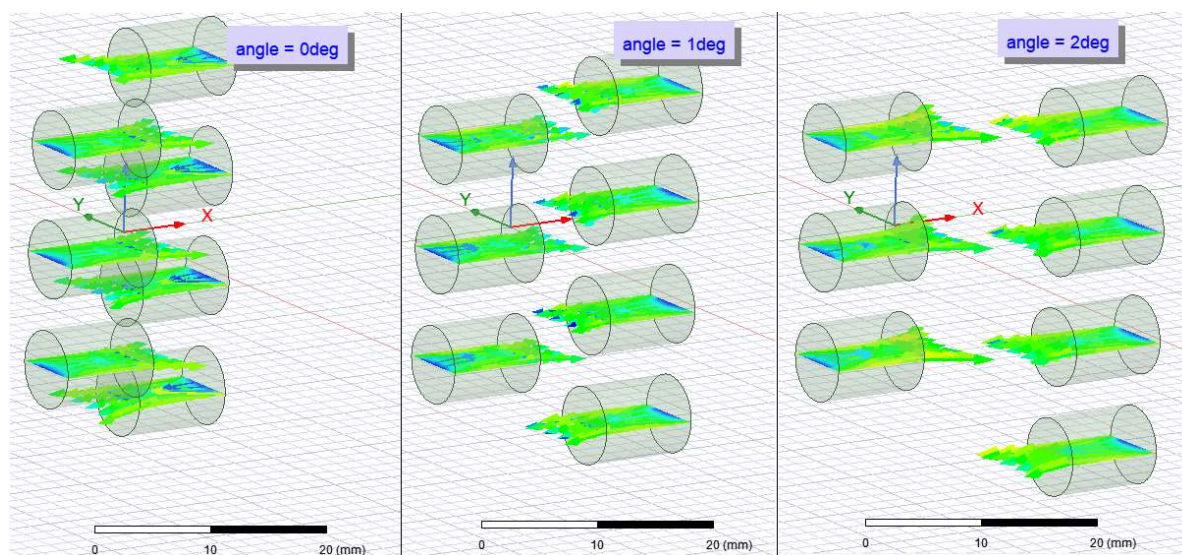 angle = 0deg
Y
X
0
10
20 (mm)
angle = 1deg
Y
0
10
20 (mm)
angle = 2deg
Y
X
0
10
20 (mm)